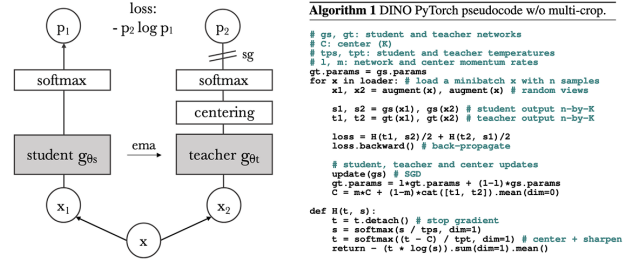 loss:
- p₂ log p₁
p₁
p₂
sg
softmax
softmax
centering
student gθs
ema
teacher gθt
x₁
x₂
x
Algorithm 1 DINO PyTorch pseudocode w/o multi-crop.
# gs, gt: student and teacher networks
# C: center (K)
# tps, tpt: student and teacher temperatures
# l, m: network and center momentum rates
gt.params = gs.params
for x in loader: # load a minibatch x with n samples
x1, x2 = augment(x), augment(x) # random views
s1, s2 = gs(x1), gs(x2) # student output n-by-K
t1, t2 = gt(x1), gt(x2) # teacher output n-by-K
loss = H(t1, s2)/2 + H(t2, s1)/2
loss.backward() # back-propagate
# student, teacher and center updates
update(gs) # SGD
gt.params = l*gt.params + (1-l)*gs.params
C = m*C + (1-m)*cat([t1, t2]).mean(dim=0)
def H(t, s):
t = t.detach() # stop gradient
s = softmax(s / tps, dim=1)
t = softmax((t - C) / tpt, dim=1) # center + sharpen
return - (t * log(s)).sum(dim=1).mean()